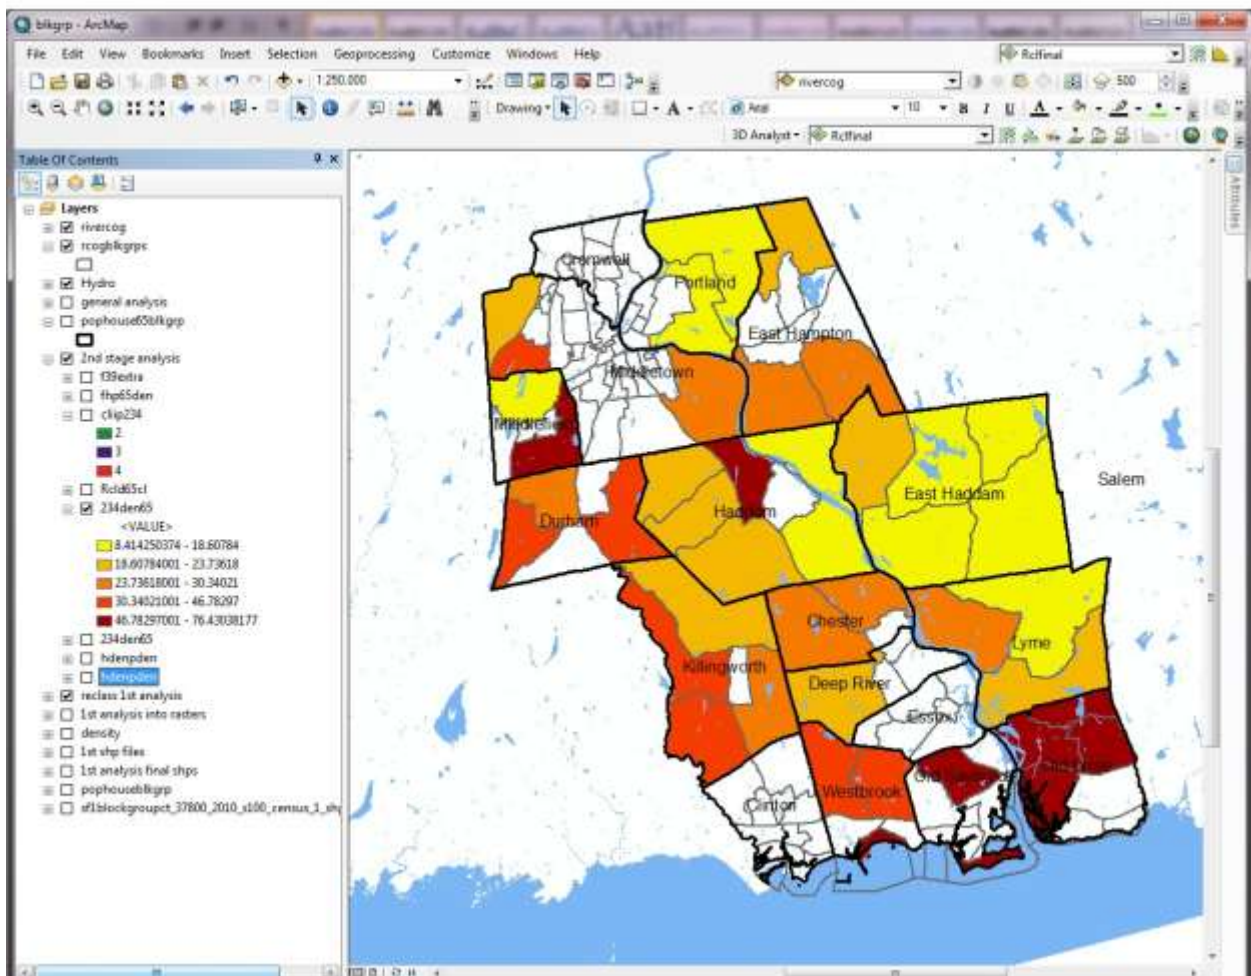 blkgrp - ArcMap
File Edit View Bookmarks Insert Selection Geoprocessing Customize Windows Help
Rclfinal
1:250,000
rivercog
500
Drawing
Arial
10
B I U A
3D Analyst
Rclfinal
Table Of Contents
Attributes
Layers
rivercog
rcogblkgrps
Hydro
general analysis
pophouse65blkgrp
2nd stage analysis
f39extra
fhp65den
clip234
2
3
4
Rcld65cl
234den65
<VALUE>
8.414250374 - 18.60784
18.60784001 - 23.73618
23.73618001 - 30.34021
30.34021001 - 46.78297
46.78297001 - 76.43038177
234den65
hdenpden
hdenpden
reclass 1st analysis
1st analysis into rasters
density
1st shp files
1st analysis final shps
pophouseblkgrp
sf1blockgroupct_37800_2010_s100_census_1_shp
Cromwell
Portland
East Hampton
Middletown
Middlefield
Durham
Haddam
East Haddam
Salem
Chester
Lyme
Killingworth
Deep River
Essex
Clinton
Westbrook